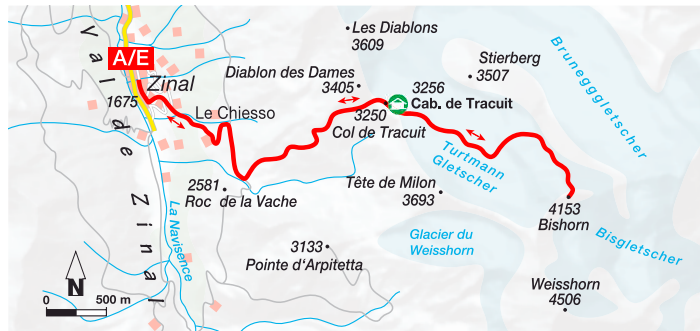 Les Diablons
3609
Stierberg
3507
Brunegggletscher
A/E
Zinal
1675
Diablon des Dames
3405
3256
Cab. de Tracuit
Le Chiesso
3250
Col de Tracuit
Turtmann
Gletscher
Val de Zinal
2581
Roc de la Vache
Tête de Milon
3693
4153
Bishorn
La Navisence
Glacier du
Weisshorn
Bisgletscher
3133
Pointe d'Arpitetta
Weisshorn
4506
N
0 500 m